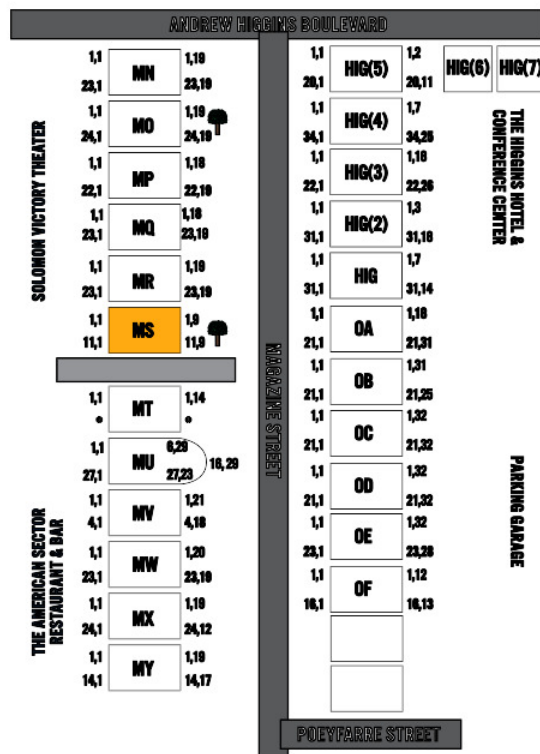 ANDREW HIGGINS BOULEVARD
SOLOMON VICTORY THEATER
1,1 MN 1,19
23,1 23,19
1,1 MO 1,19
24,1 24,19
1,1 MP 1,18
22,1 22,19
1,1 MQ 1,18
23,1 23,19
1,1 MR 1,19
23,1 23,19
1,1 MS 1,9
11,1 11,9
THE AMERICAN SECTOR
RESTAURANT & BAR
1,1 MT 1,14
* *
1,1 MU 6,29
16,29
27,1 27,23
1,1 MV 1,21
4,1 4,18
1,1 MW 1,20
23,1 23,19
1,1 MX 1,19
24,1 24,12
1,1 MY 1,19
14,1 14,17
MAGAZINE STREET
1,1 HIG(5) 1,2 HIG(6) HIG(7)
20,1 20,11
1,1 HIG(4) 1,7
34,1 34,25
1,1 HIG(3) 1,16
22,1 22,26
1,1 HIG(2) 1,3
31,1 31,16
1,1 HIG 1,7
31,1 31,14
1,1 OA 1,18
21,1 21,31
1,1 OB 1,31
21,1 21,25
1,1 OC 1,32
21,1 21,32
1,1 OD 1,32
21,1 21,32
1,1 OE 1,32
23,1 23,28
1,1 OF 1,12
16,1 16,13
THE HIGGINS HOTEL &
CONFERENCE CENTER
PARKING GARAGE
POEYFARRE STREET